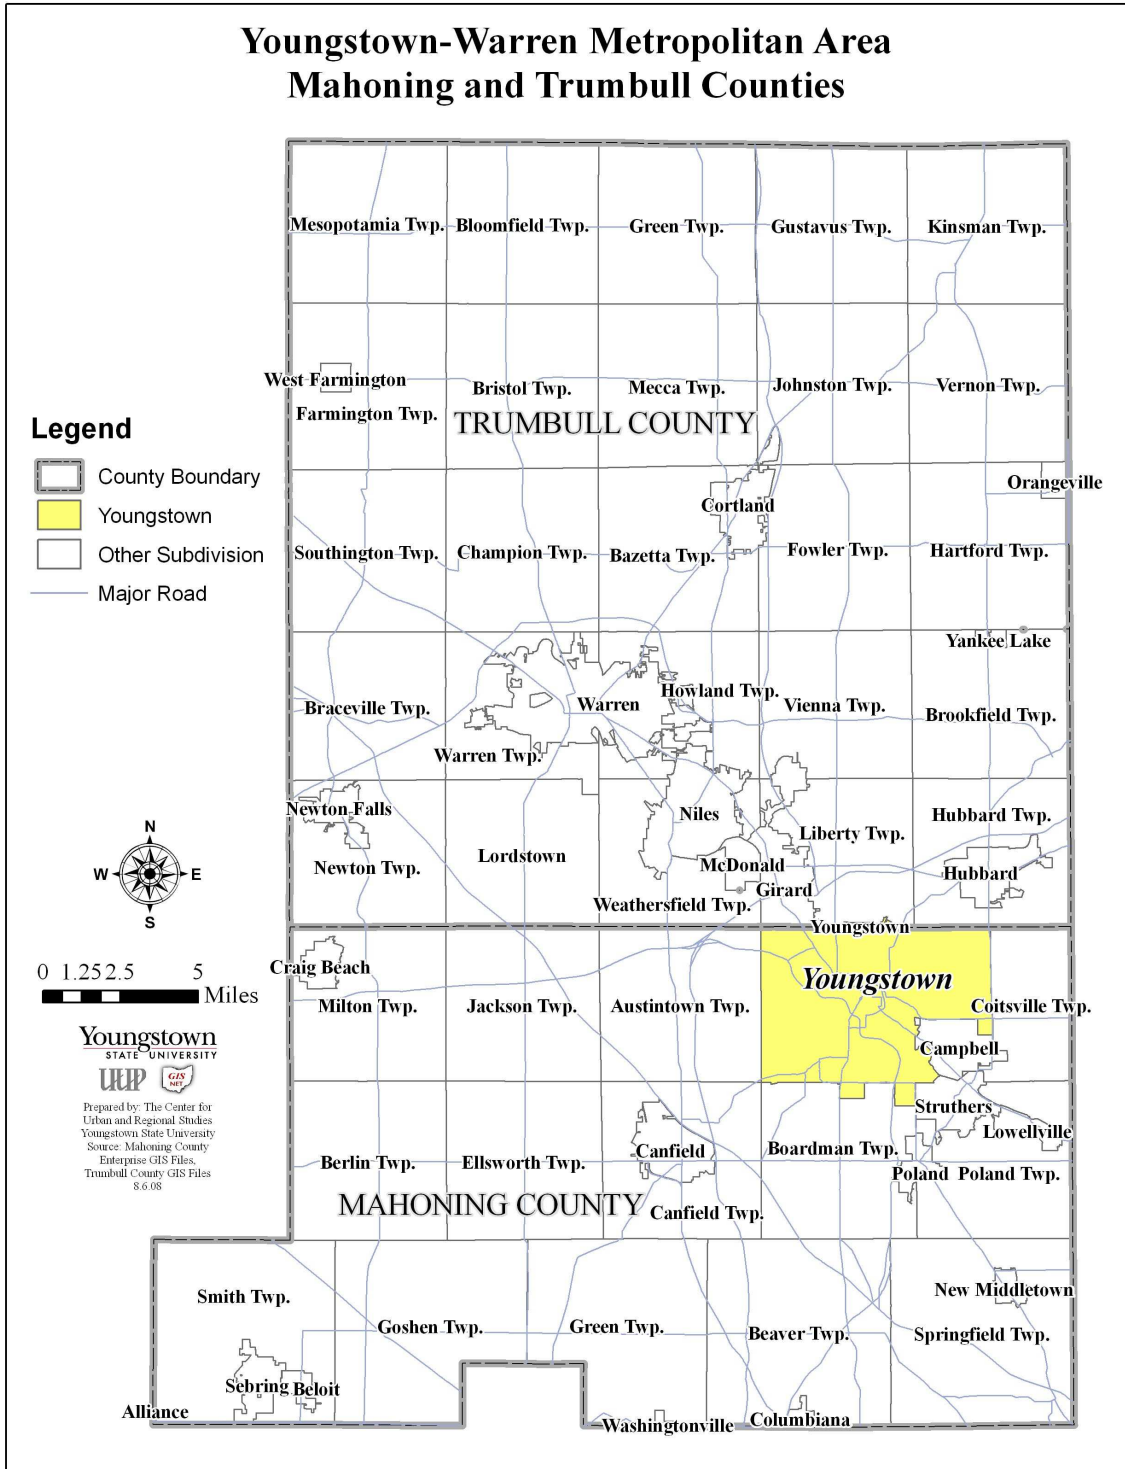 Youngstown-Warren Metropolitan Area
Mahoning and Trumbull Counties
Mesopotamia Twp.
Bloomfield Twp.
Green Twp.
Gustavus Twp.
Kinsman Twp.
West Farmington
Farmington Twp.
Bristol Twp.
Mecca Twp.
Johnston Twp.
Vernon Twp.
TRUMBULL COUNTY
Legend
County Boundary
Youngstown
Other Subdivision
Major Road
Orangeville
Cortland
Southington Twp.
Champion Twp.
Bazetta Twp.
Fowler Twp.
Hartford Twp.
Yankee Lake
Braceville Twp.
Warren
Howland Twp.
Vienna Twp.
Brookfield Twp.
Warren Twp.
Newton Falls
Newton Twp.
Lordstown
Niles
McDonald
Girard
Weathersfield Twp.
Liberty Twp.
Hubbard Twp.
Hubbard
N
W
E
S
Youngstown
Youngstown
Craig Beach
Milton Twp.
Jackson Twp.
Austintown Twp.
Coitsville Twp.
Campbell
Struthers
Lowellville
0 1.25 2.5 5
Miles
Youngstown
STATE UNIVERSITY
UUP
GIS
NET
Prepared by: The Center for
Urban and Regional Studies
Youngstown State University
Source: Mahoning County
Enterprise GIS Files,
Trumbull County GIS Files
8.6.08
Berlin Twp.
Ellsworth Twp.
Canfield
Boardman Twp.
Poland
Poland Twp.
MAHONING COUNTY
Canfield Twp.
Smith Twp.
Goshen Twp.
Green Twp.
Beaver Twp.
New Middletown
Springfield Twp.
Sebring
Beloit
Alliance
Washingtonville
Columbiana